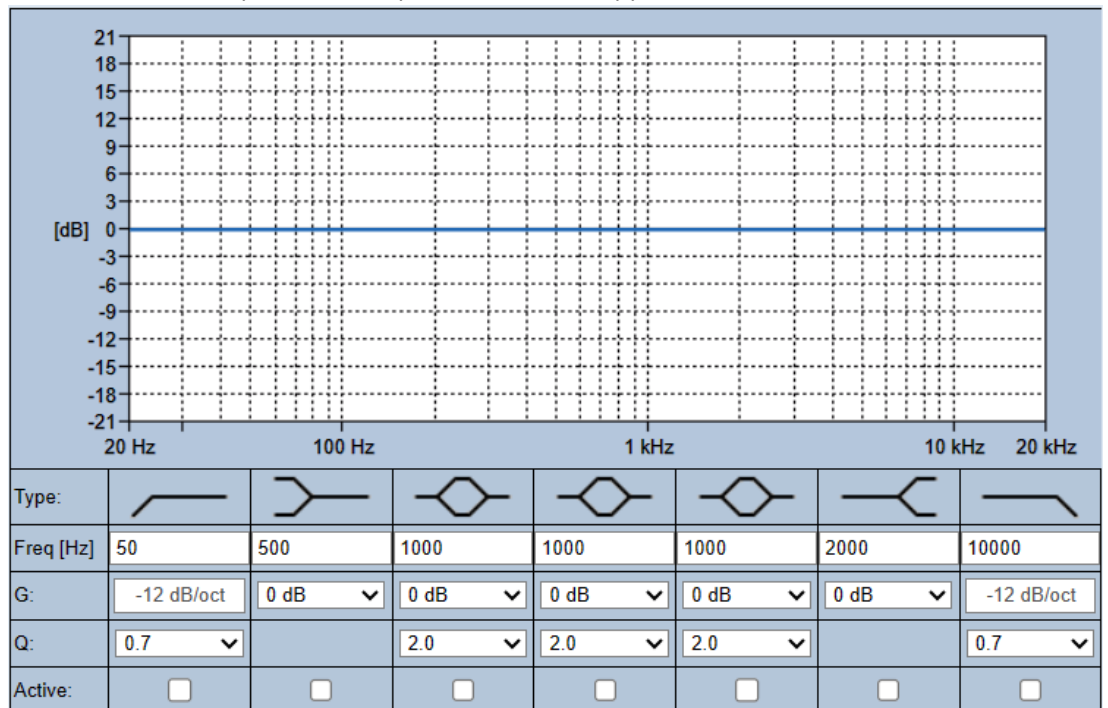 21
18
15
12
9
6
3
[dB] 0
-3
-6
-9
-12
-15
-18
-21
20 Hz 100 Hz 1 kHz 10 kHz 20 kHz
Type:
Freq [Hz] 50 500 1000 1000 1000 2000 10000
G: -12 dB/oct 0 dB 0 dB 0 dB 0 dB 0 dB -12 dB/oct
Q: 0.7 2.0 2.0 2.0 0.7
Active: